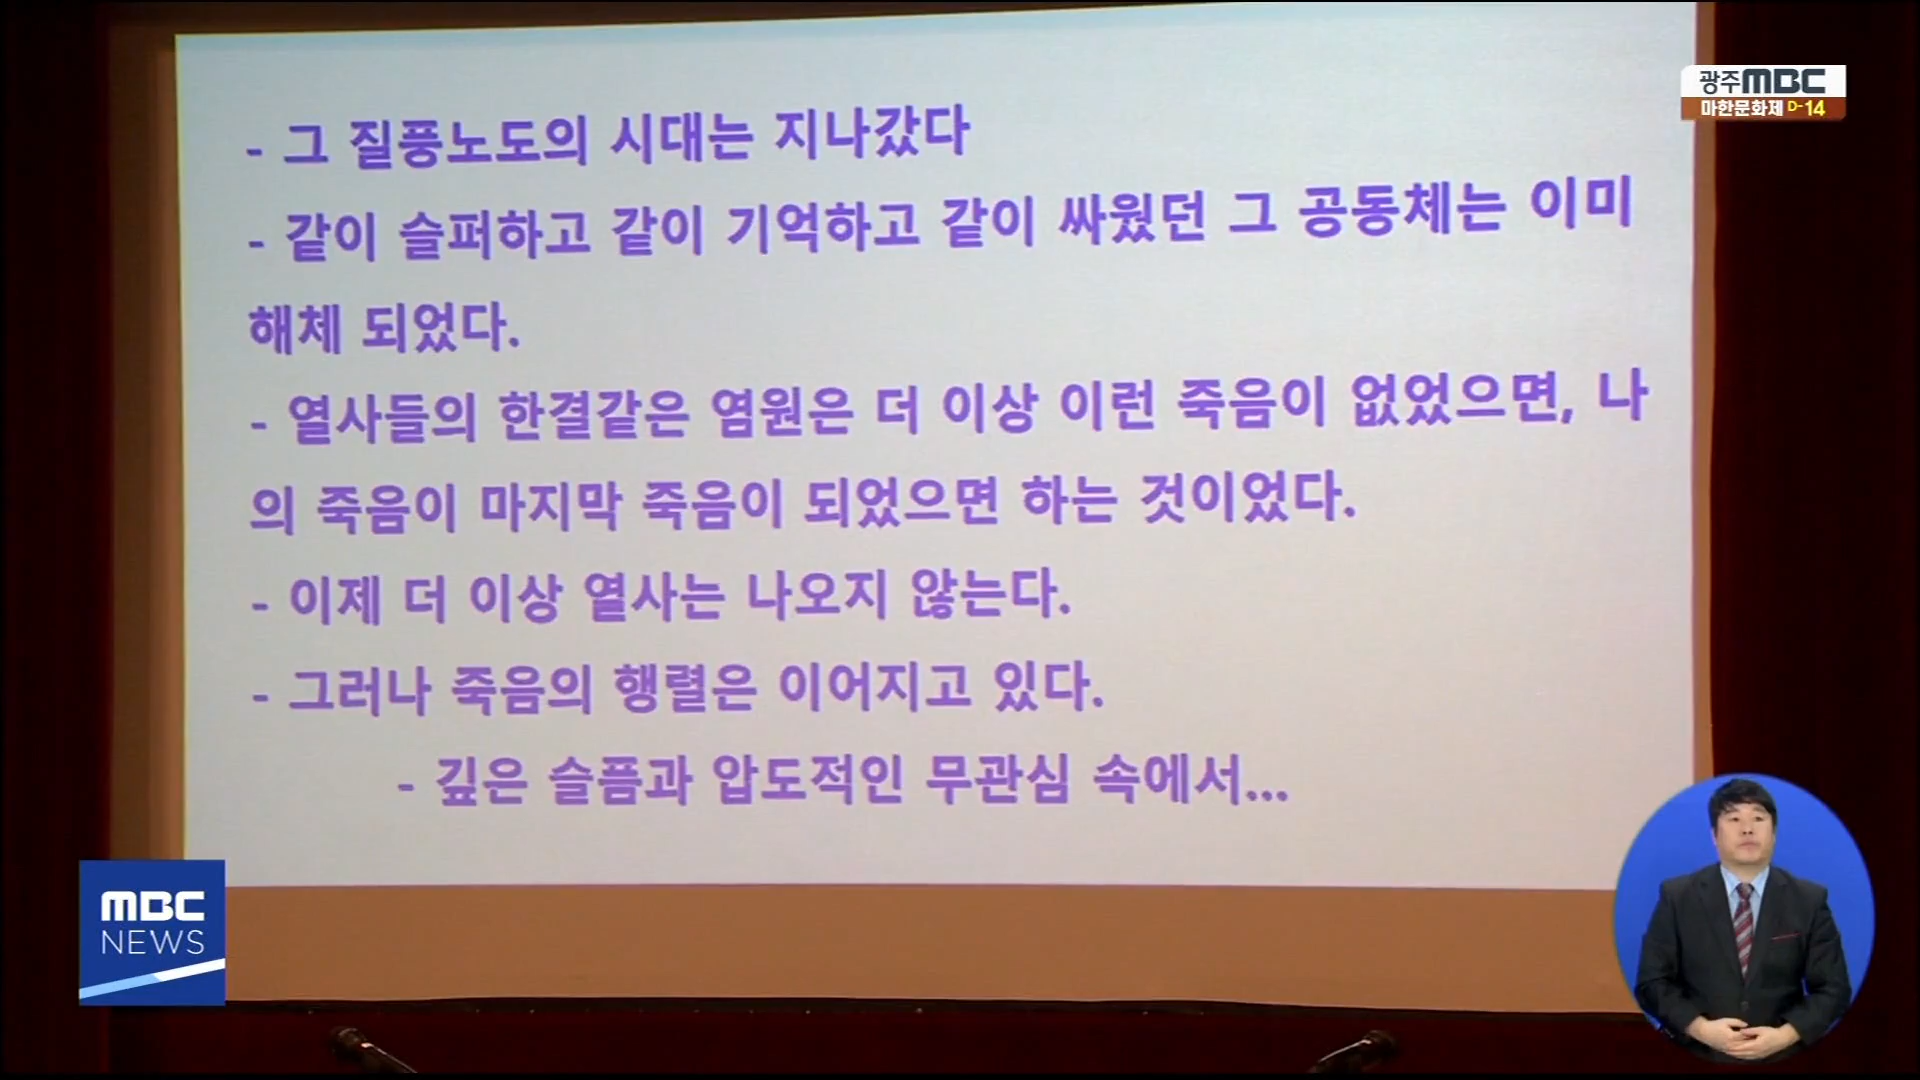 광주MBC
마한문화제 D-14
- 그 질풍노도의 시대는 지나갔다
- 같이 슬퍼하고 같이 기억하고 같이 싸웠던 그 공동체는 이미
해체 되었다.
- 열사들의 한결같은 염원은 더 이상 이런 죽음이 없었으면, 나
의 죽음이 마지막 죽음이 되었으면 하는 것이었다.
- 이제 더 이상 열사는 나오지 않는다.
- 그러나 죽음의 행렬은 이어지고 있다.
- 깊은 슬픔과 압도적인 무관심 속에서...
MBC
NEWS